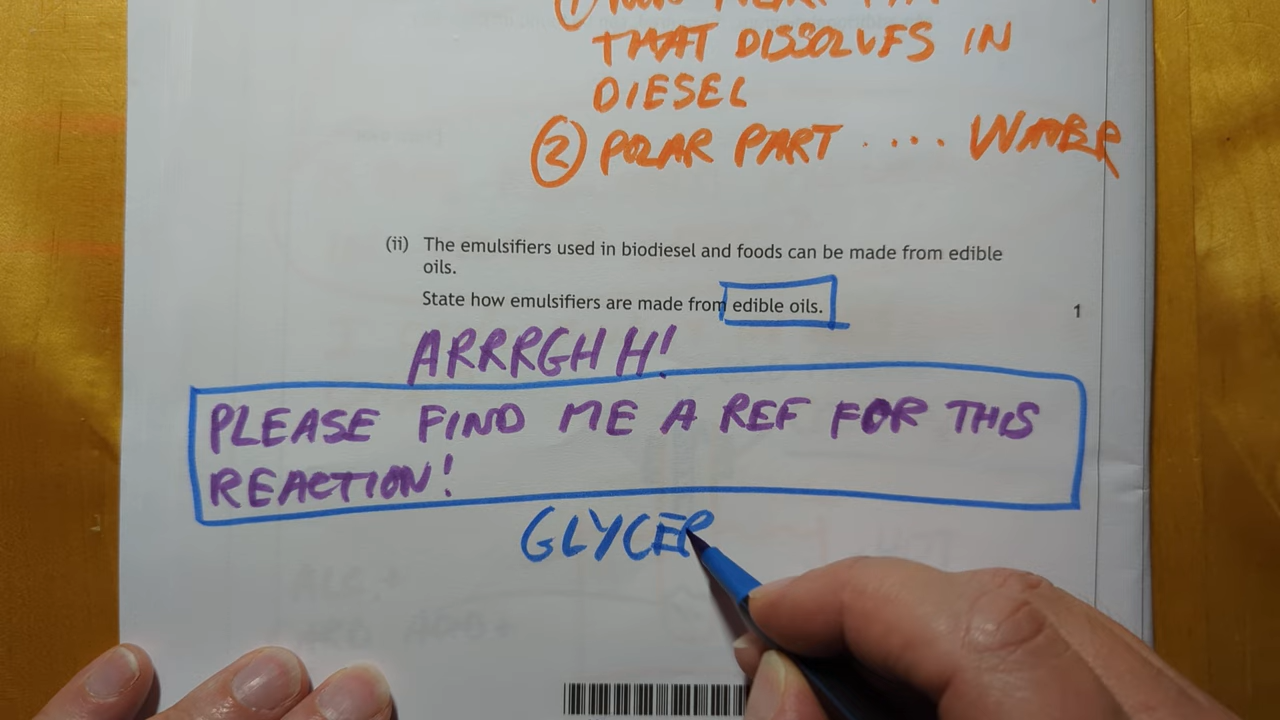 THAT DISSOLVES IN
DIESEL
② POLAR PART .... WATER
(ii) The emulsifiers used in biodiesel and foods can be made from edible
oils.
State how emulsifiers are made from edible oils.
1
ARRRGHH!
PLEASE FIND ME A REF FOR THIS
REACTION!
GLYCER